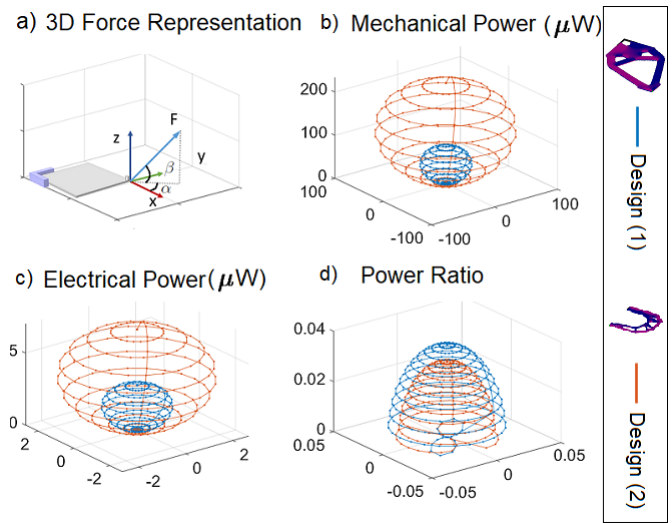 a) 3D Force Representation
z
F
y
β
α
x
b) Mechanical Power (μW)
200
100
0
100
0
-100
-100
0
100
c) Electrical Power(μW)
5
0
2
0
-2
-2
0
2
d) Power Ratio
0.04
0.02
0
0.05
0
-0.05
-0.05
0
0.05
Design (1)
Design (2)